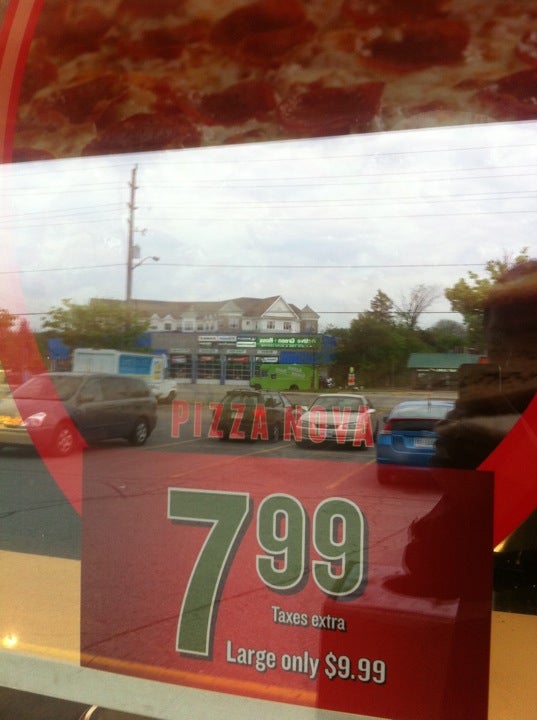 PIZZA NOVA
7 99
Taxes extra
Large only $9.99